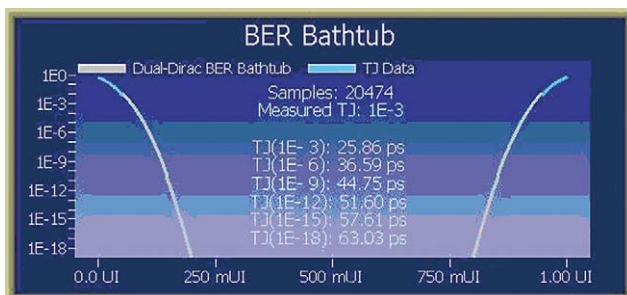 BER Bathtub
Dual-Dirac BER Bathtub TJ Data
Samples: 20474
Measured TJ: 1E-3
TJ(1E- 3): 25.86 ps
TJ(1E- 6): 36.59 ps
TJ(1E- 9): 44.75 ps
TJ(1E-12): 51.60 ps
TJ(1E-15): 57.61 ps
TJ(1E-18): 63.03 ps
1E0
1E-3
1E-6
1E-9
1E-12
1E-15
1E-18
0.0 UI 250 mUI 500 mUI 750 mUI 1.00 UI